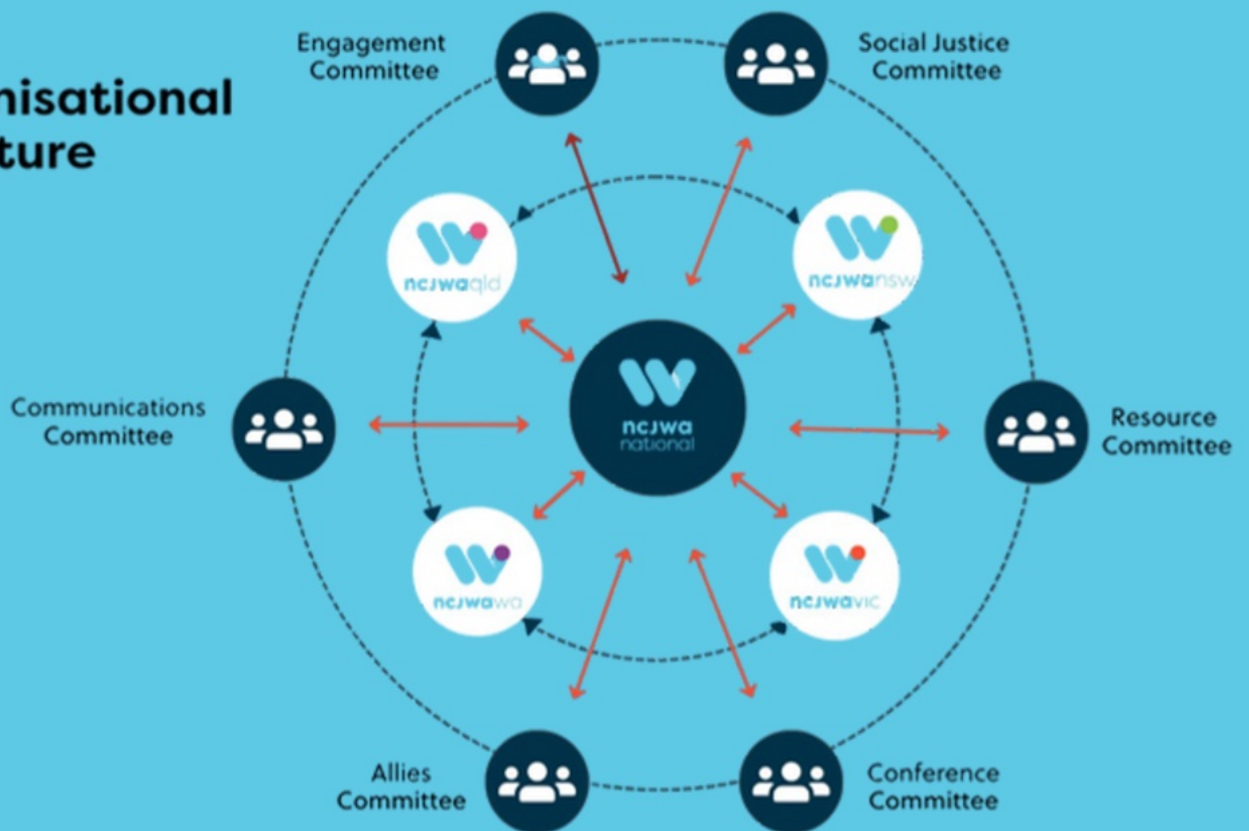 nisational
ture
Engagement
Committee
Social Justice
Committee
ncjwaqld
ncjwansw
Communications
Committee
ncjwa
national
Resource
Committee
ncjwawa
ncjwavic
Allies
Committee
Conference
Committee